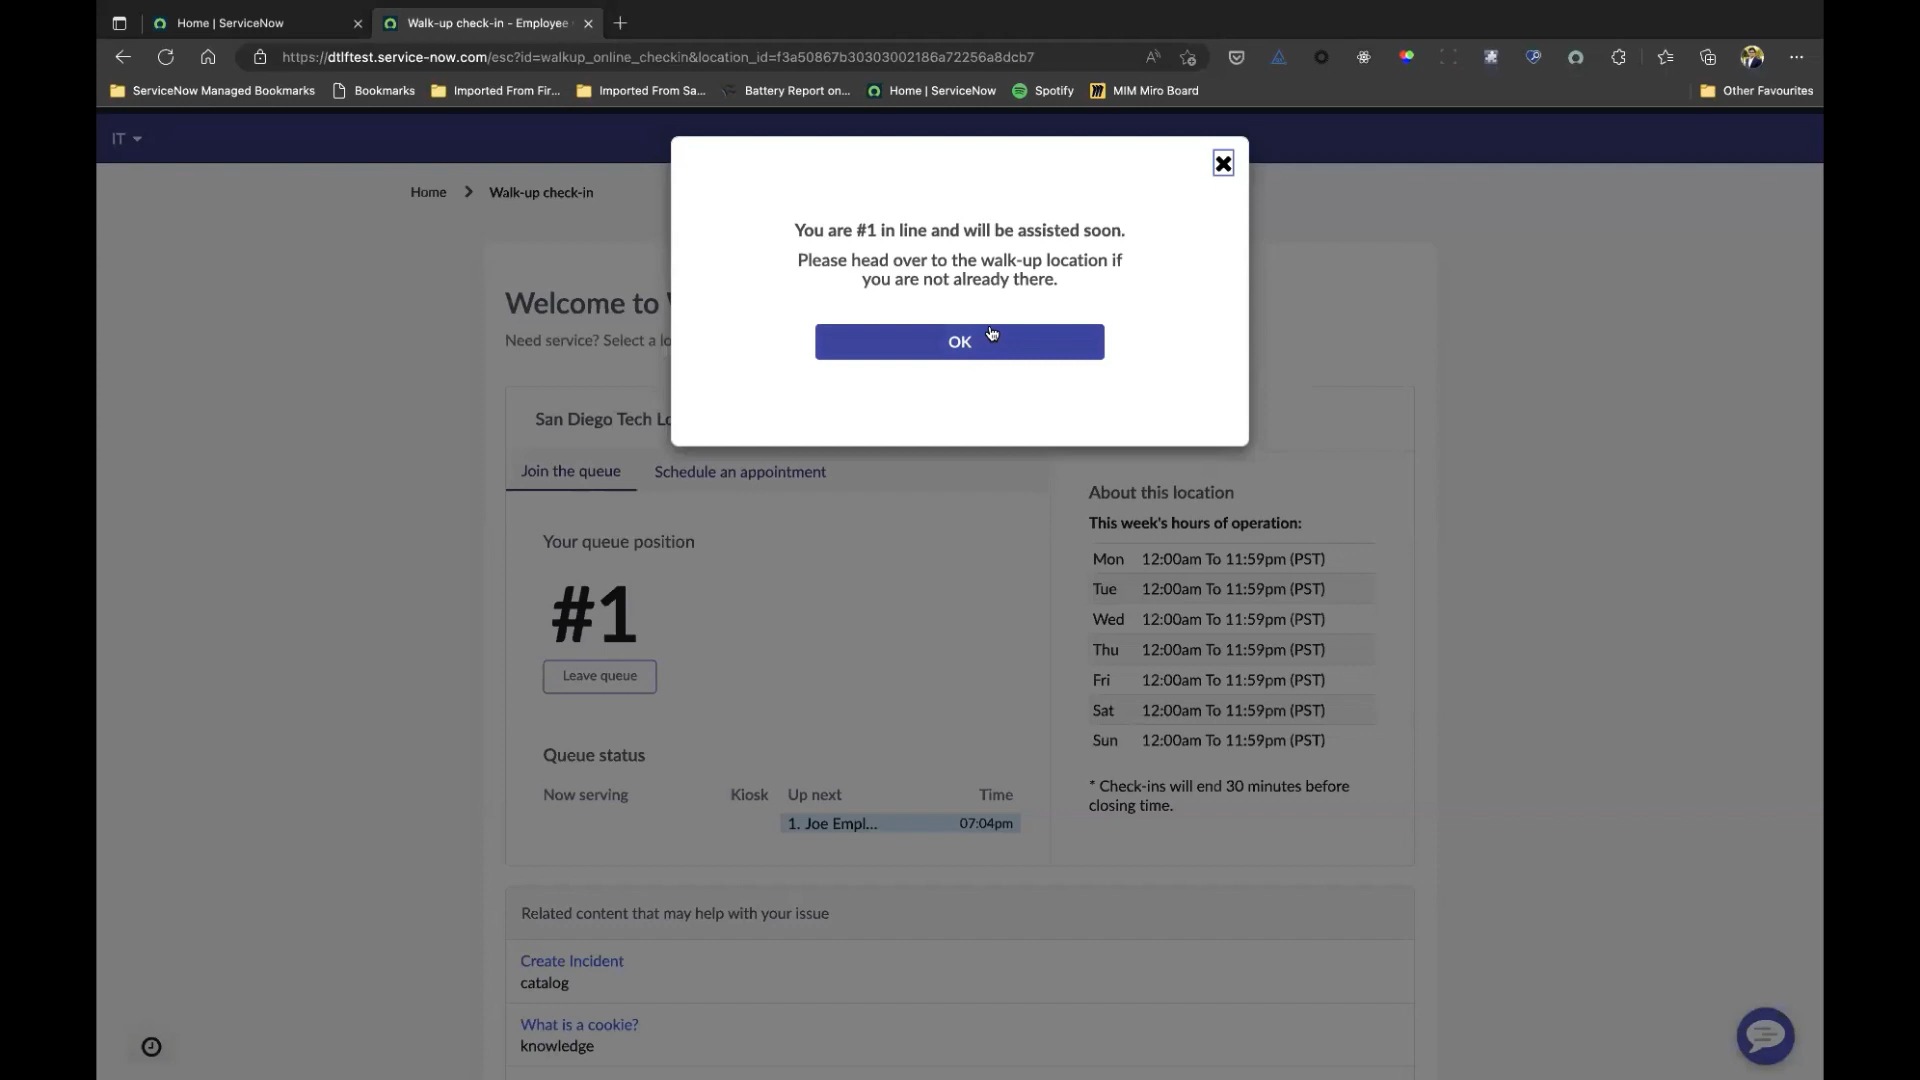 Home | ServiceNow
Walk-up check-in - Employee
https://dtlftest.service-now.com/esc?id=walkup_online_checkin&location_id=f3a50867b30303002186a72256a8dcb7
ServiceNow Managed Bookmarks
Bookmarks
Imported From Fir...
Imported From Sa...
Battery Report on...
Home | ServiceNow
Spotify
MIM Miro Board
Other Favourites
IT
Home > Walk-up check-in
You are #1 in line and will be assisted soon.
Please head over to the walk-up location if
you are not already there.
OK
Welcome to
Need service? Select a lo
San Diego Tech Lo
Join the queue
Schedule an appointment
Your queue position
#1
Leave queue
Queue status
Now serving
Kiosk
Up next
Time
1. Joe Empl...
07:04pm
About this location
This week's hours of operation:
Mon 12:00am To 11:59pm (PST)
Tue 12:00am To 11:59pm (PST)
Wed 12:00am To 11:59pm (PST)
Thu 12:00am To 11:59pm (PST)
Fri 12:00am To 11:59pm (PST)
Sat 12:00am To 11:59pm (PST)
Sun 12:00am To 11:59pm (PST)
* Check-ins will end 30 minutes before
closing time.
Related content that may help with your issue
Create Incident
catalog
What is a cookie?
knowledge